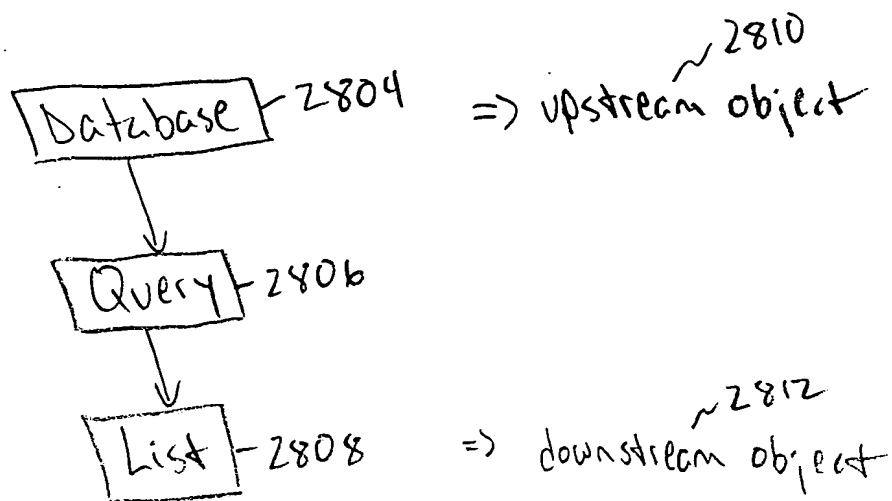 2810
Database 2804 => upstream object
Query 2806
2812
List 2808 => downstream object